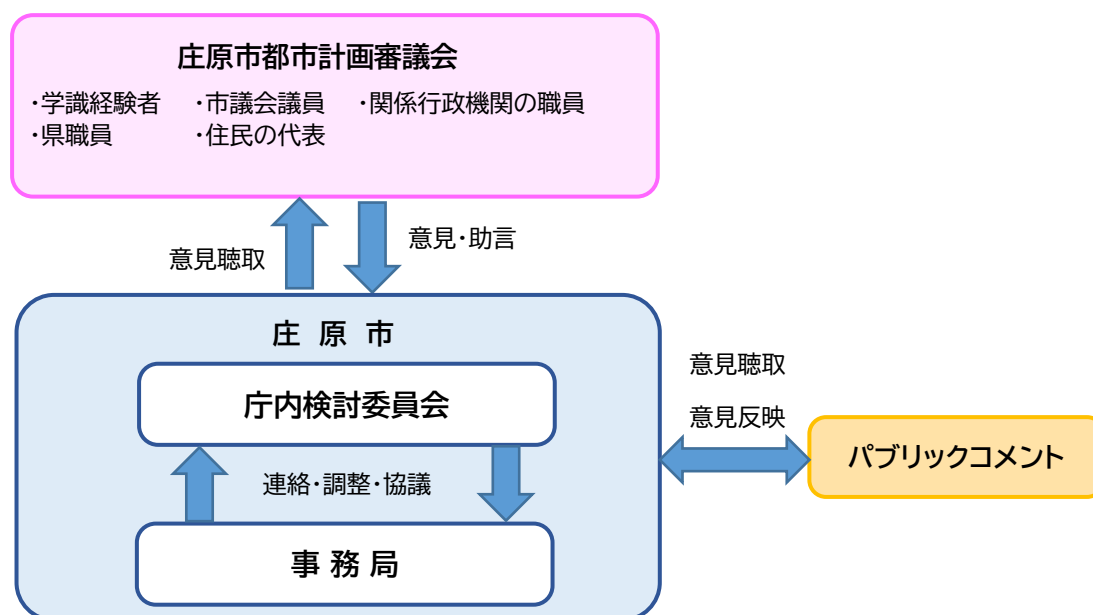 庄原市都市計画審議会
・学識経験者 ・市議会議員 ・関係行政機関の職員
・県職員 ・住民の代表
意見聴取
意見・助言
庄 原 市
庁内検討委員会
連絡・調整・協議
事 務 局
意見聴取
意見反映
パブリックコメント